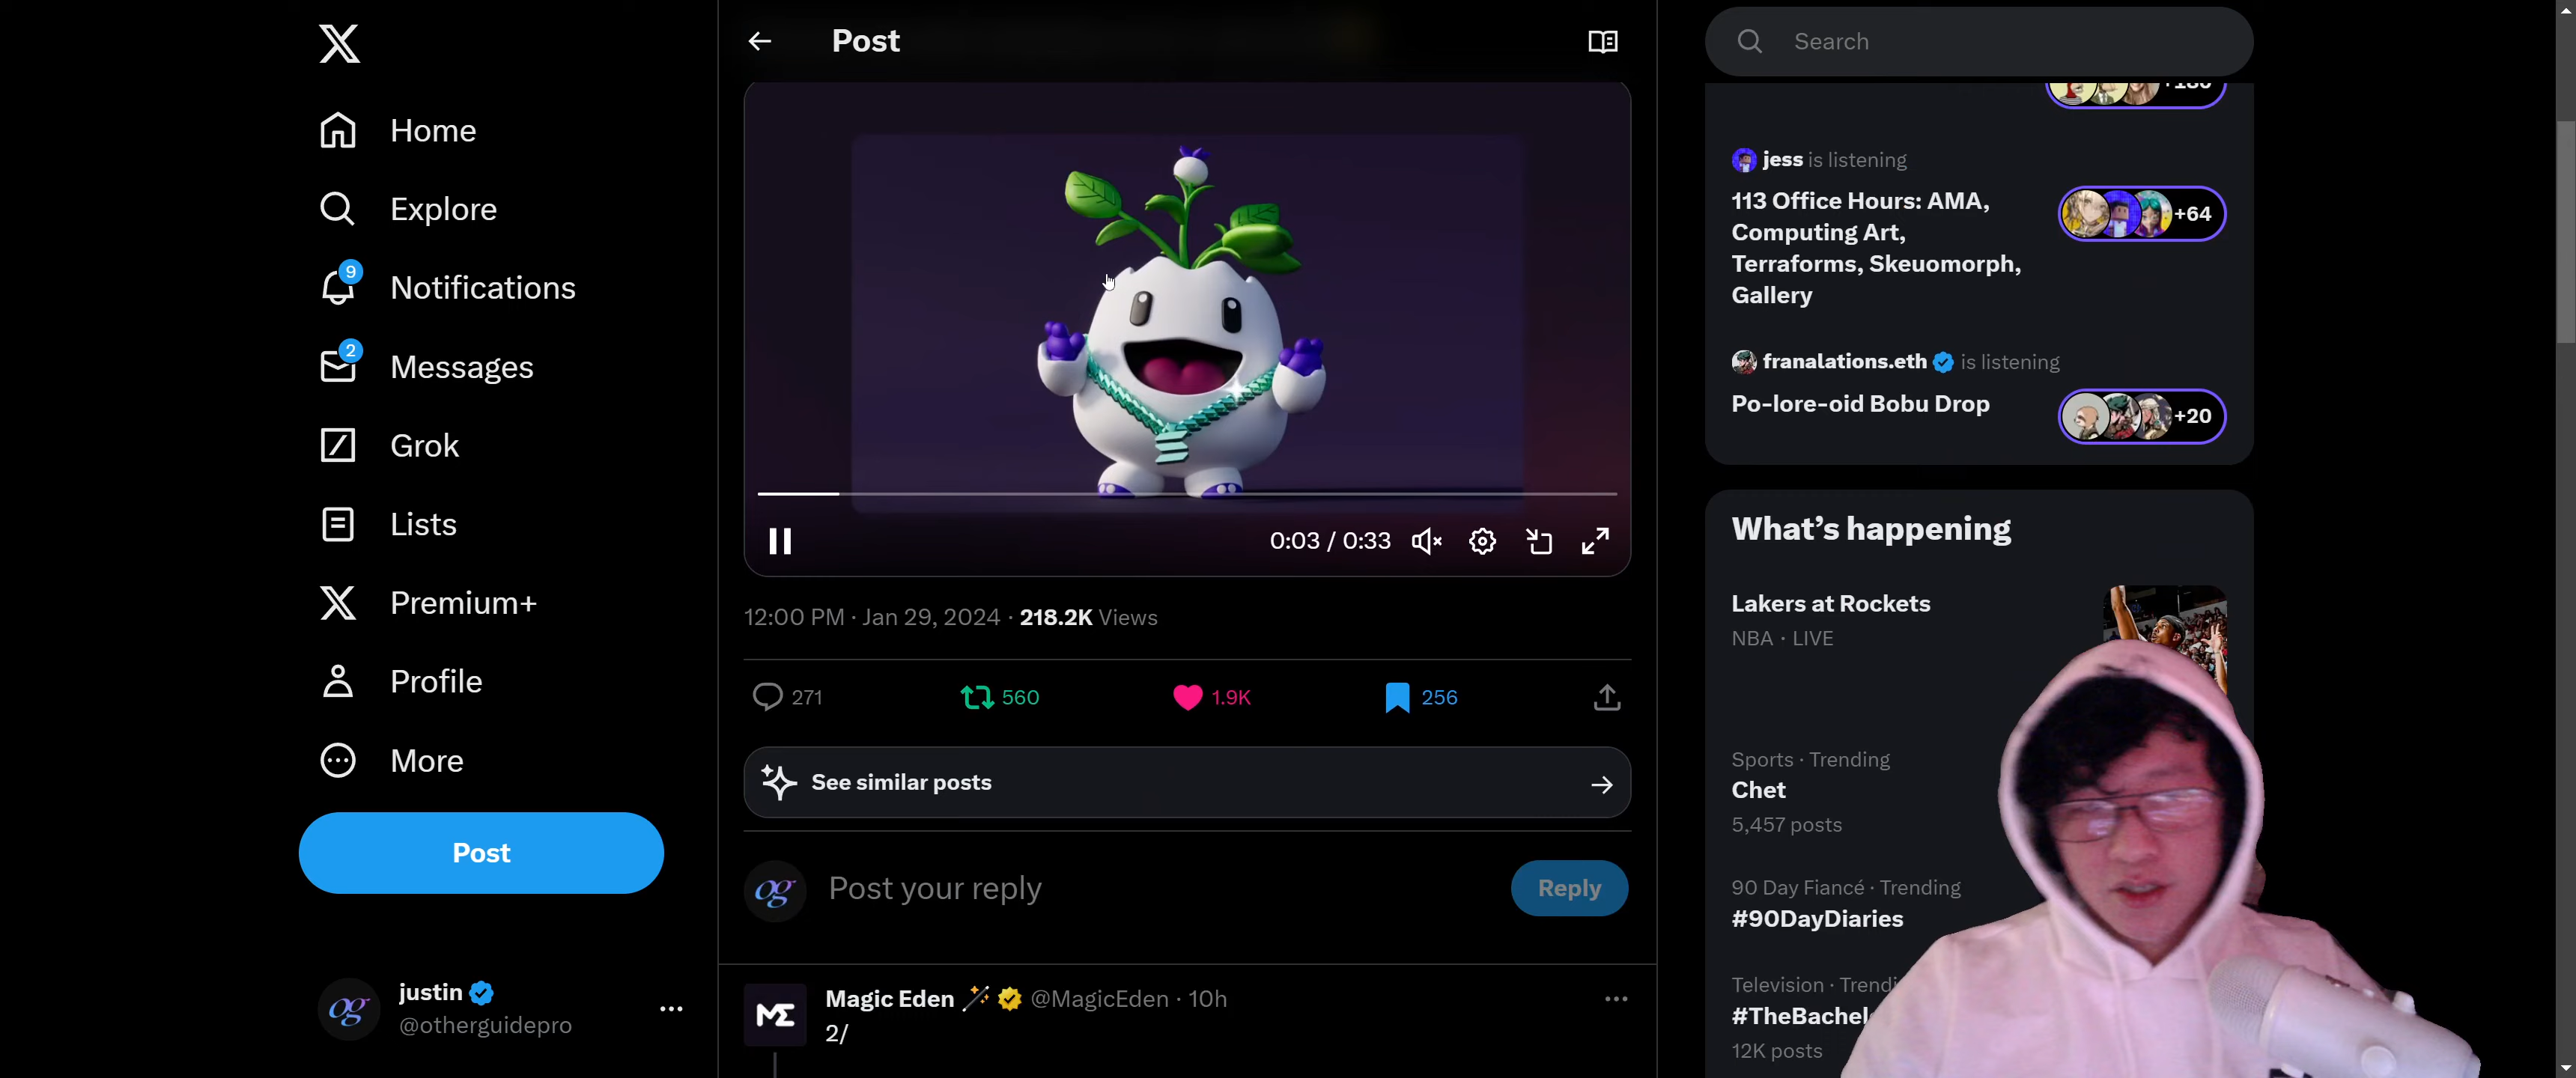 Home
Explore
9
Notifications
2
Messages
Grok
Lists
Premium+
Profile
More
Post
og
justin
@otherguidepro
Post
0:03 / 0:33
12:00 PM · Jan 29, 2024 · 218.2K Views
271
560
1.9K
256
See similar posts
og
Post your reply
Reply
ME
Magic Eden @MagicEden · 10h
2/
Search
jess is listening
113 Office Hours: AMA,
Computing Art,
Terraforms, Skeuomorph,
Gallery
+64
franalations.eth is listening
Po-lore-oid Bobu Drop
+20
What's happening
Lakers at Rockets
NBA · LIVE
Sports · Trending
Chet
5,457 posts
90 Day Fiancé · Trending
#90DayDiaries
Television ·
12K posts